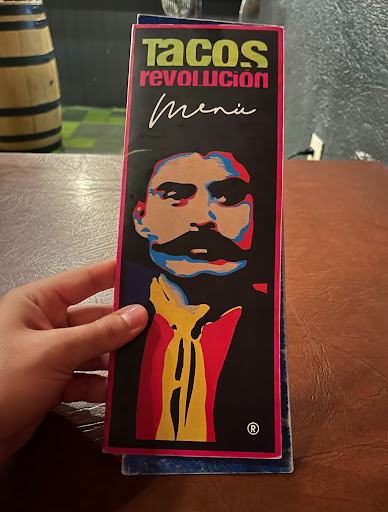 TACOS
REVOLUCIÓN
Menú
®